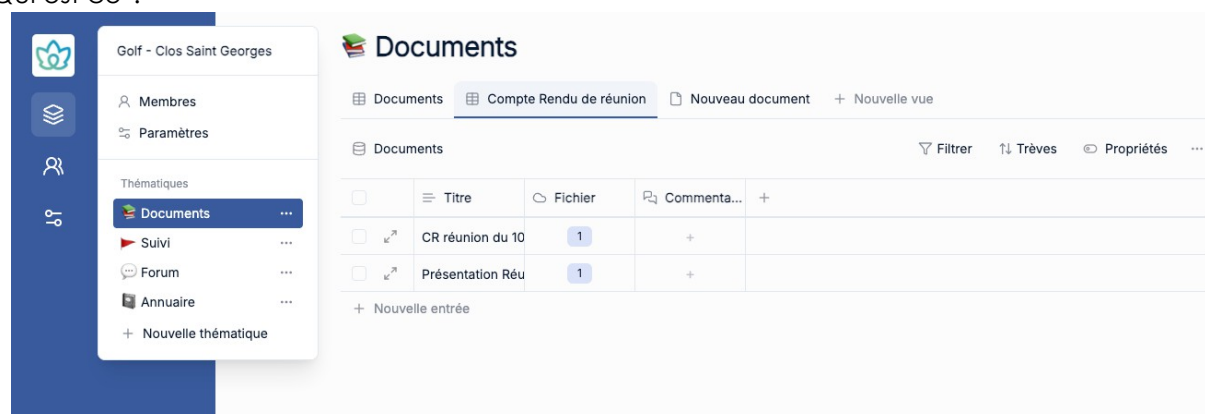 Golf - Clos Saint Georges
Membres
Paramètres
Thématiques
Documents
Suivi
Forum
Annuaire
+ Nouvelle thématique
Documents
Documents
Compte Rendu de réunion
Nouveau document
+ Nouvelle vue
Documents
Filtrer
Trèves
Propriétés
Titre
Fichier
Commenta...
CR réunion du 10
1
Présentation Réu
1
+ Nouvelle entrée